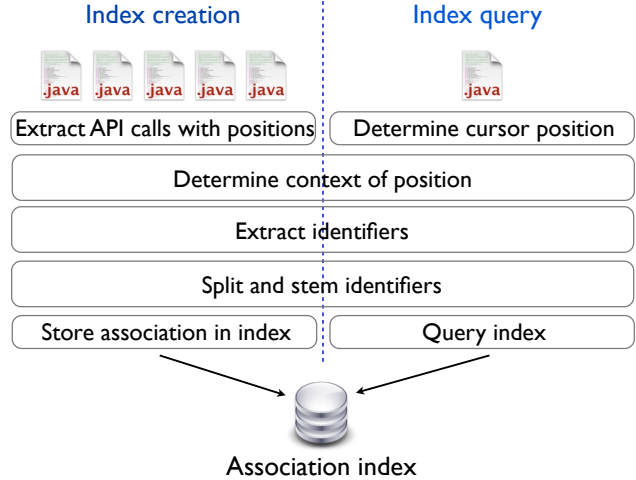 Index creation
Index query
.java
.java
.java
.java
.java
.java
Extract API calls with positions
Determine cursor position
Determine context of position
Extract identifiers
Split and stem identifiers
Store association in index
Query index
Association index